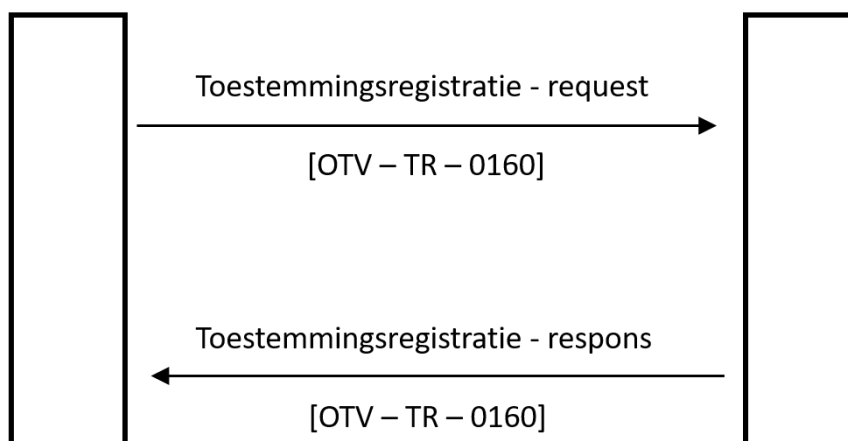 Toestemmingsregistratie - request
[OTV – TR – 0160]
Toestemmingsregistratie - respons
[OTV – TR – 0160]